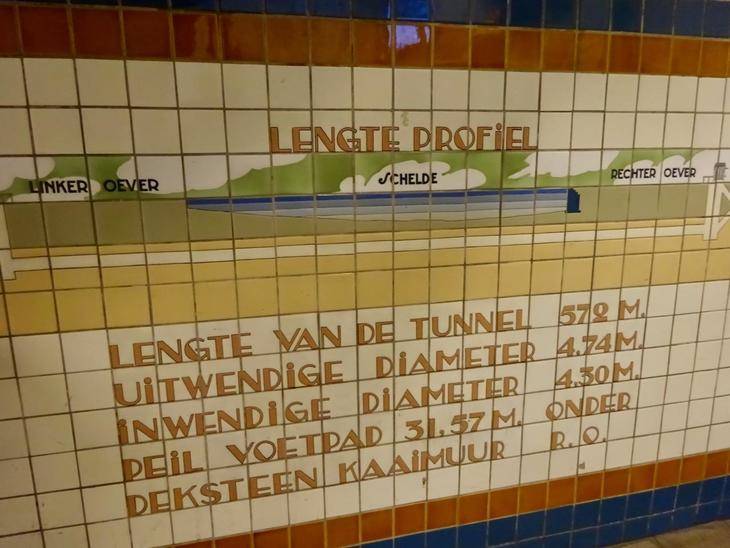 LENGTE PROFiEL
LINKER OEVER SCHELDE RECHTER OEVER
LENGTE VAN DE TUNNEL 572 M.
UiTWENDiGE DiAMETER 4,74 M.
iNWENDiGE DiAMETER 4,30 M.
PEiL VOETPAD 31,57 M. ONDER
DEKSTEEN KAAiMUUR R. O.